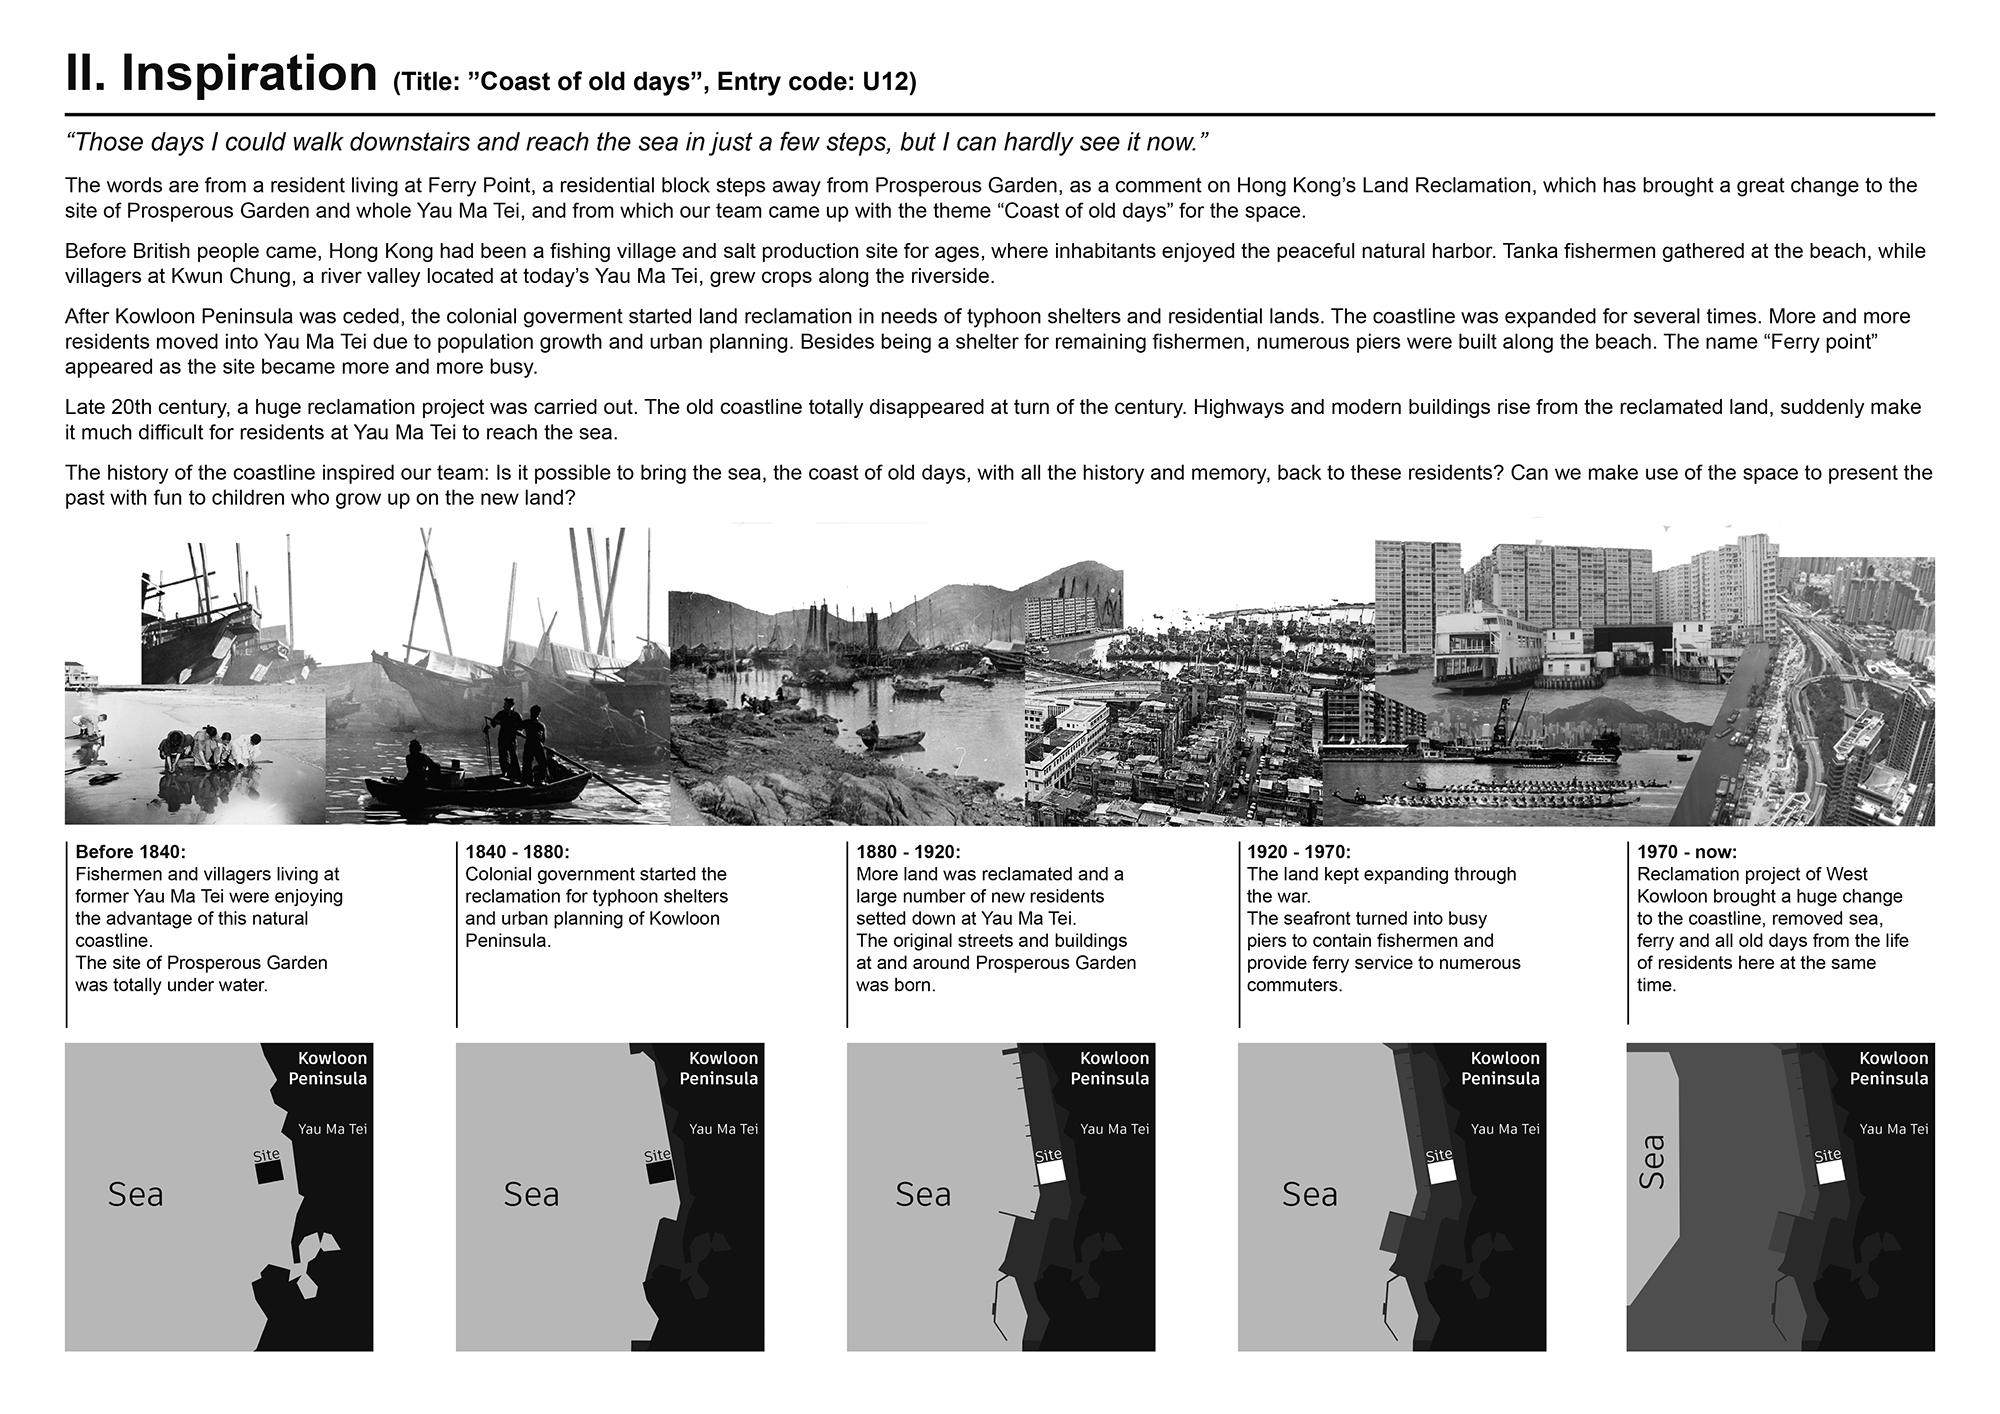 II. Inspiration (Title: ”Coast of old days”, Entry code: U12)
“Those days I could walk downstairs and reach the sea in just a few steps, but I can hardly see it now.”
The words are from a resident living at Ferry Point, a residential block steps away from Prosperous Garden, as a comment on Hong Kong’s Land Reclamation, which has brought a great change to the
site of Prosperous Garden and whole Yau Ma Tei, and from which our team came up with the theme “Coast of old days” for the space.
Before British people came, Hong Kong had been a fishing village and salt production site for ages, where inhabitants enjoyed the peaceful natural harbor. Tanka fishermen gathered at the beach, while
villagers at Kwun Chung, a river valley located at today’s Yau Ma Tei, grew crops along the riverside.
After Kowloon Peninsula was ceded, the colonial goverment started land reclamation in needs of typhoon shelters and residential lands. The coastline was expanded for several times. More and more
residents moved into Yau Ma Tei due to population growth and urban planning. Besides being a shelter for remaining fishermen, numerous piers were built along the beach. The name “Ferry point”
appeared as the site became more and more busy.
Late 20th century, a huge reclamation project was carried out. The old coastline totally disappeared at turn of the century. Highways and modern buildings rise from the reclamated land, suddenly make
it much difficult for residents at Yau Ma Tei to reach the sea.
The history of the coastline inspired our team: Is it possible to bring the sea, the coast of old days, with all the history and memory, back to these residents? Can we make use of the space to present the
past with fun to children who grow up on the new land?
Before 1840:
Fishermen and villagers living at
former Yau Ma Tei were enjoying
the advantage of this natural
coastline.
The site of Prosperous Garden
was totally under water.
1840 - 1880:
Colonial government started the
reclamation for typhoon shelters
and urban planning of Kowloon
Peninsula.
1880 - 1920:
More land was reclamated and a
large number of new residents
setted down at Yau Ma Tei.
The original streets and buildings
at and around Prosperous Garden
was born.
1920 - 1970:
The land kept expanding through
the war.
The seafront turned into busy
piers to contain fishermen and
provide ferry service to numerous
commuters.
1970 - now:
Reclamation project of West
Kowloon brought a huge change
to the coastline, removed sea,
ferry and all old days from the life
of residents here at the same
time.
Kowloon
Peninsula
Yau Ma Tei
Site
Sea
Kowloon
Peninsula
Yau Ma Tei
Site
Sea
Kowloon
Peninsula
Yau Ma Tei
Site
Sea
Kowloon
Peninsula
Yau Ma Tei
Site
Sea
Kowloon
Peninsula
Yau Ma Tei
Site
Sea